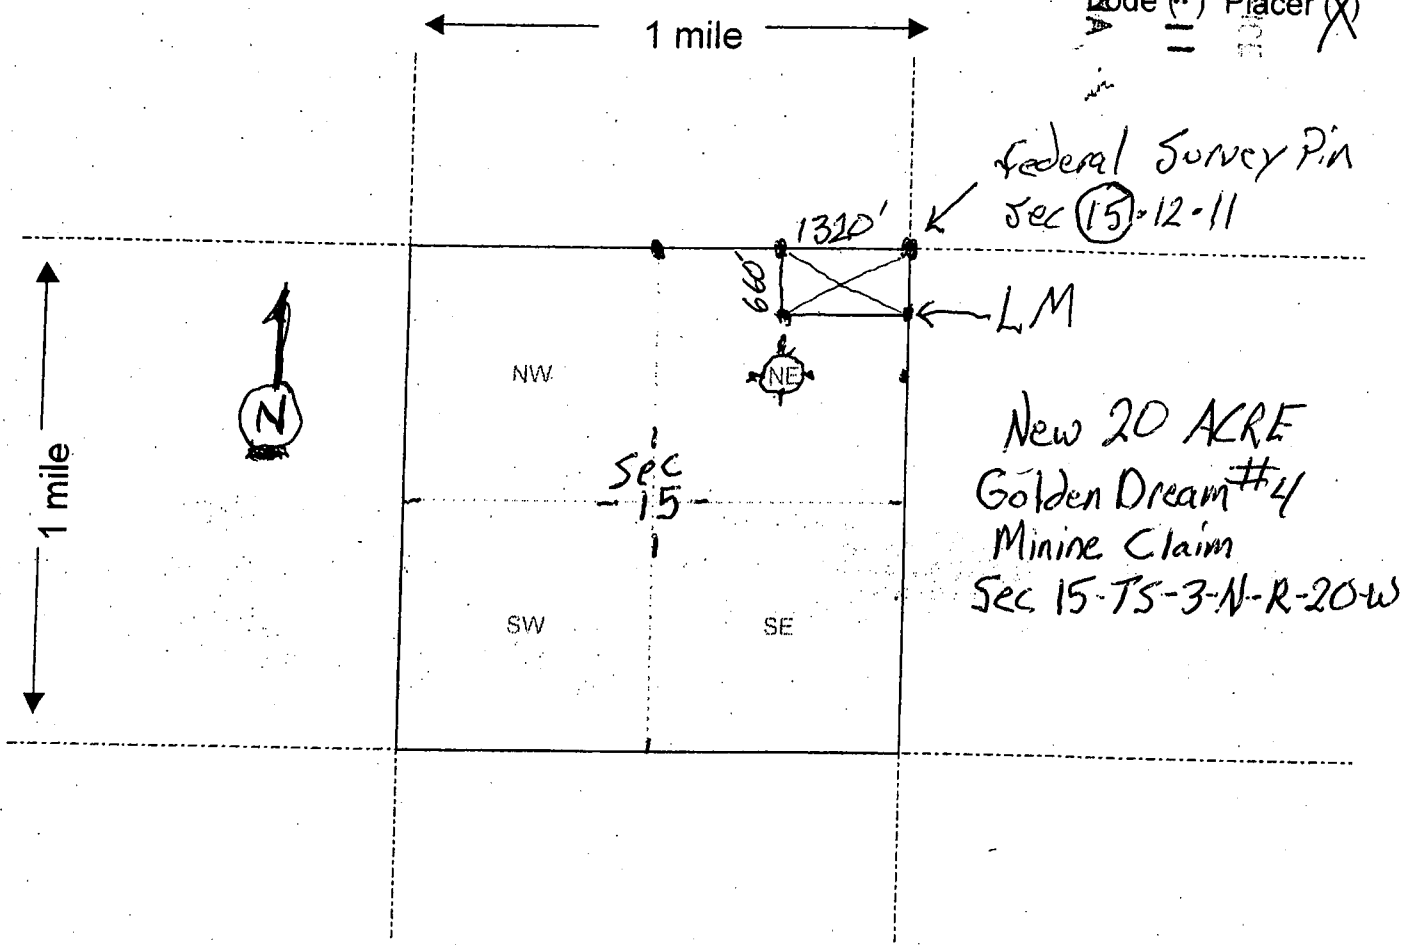 1 mile
Placer (X)
federal Survey Pin
Sec 15-12-11
1320'
660'
LM
NW
NE
N
1 mile
Sec
15
New 20 ACRE
Golden Dream #4
Minine Claim
Sec 15-TS-3-N-R-20-W
SW
SE